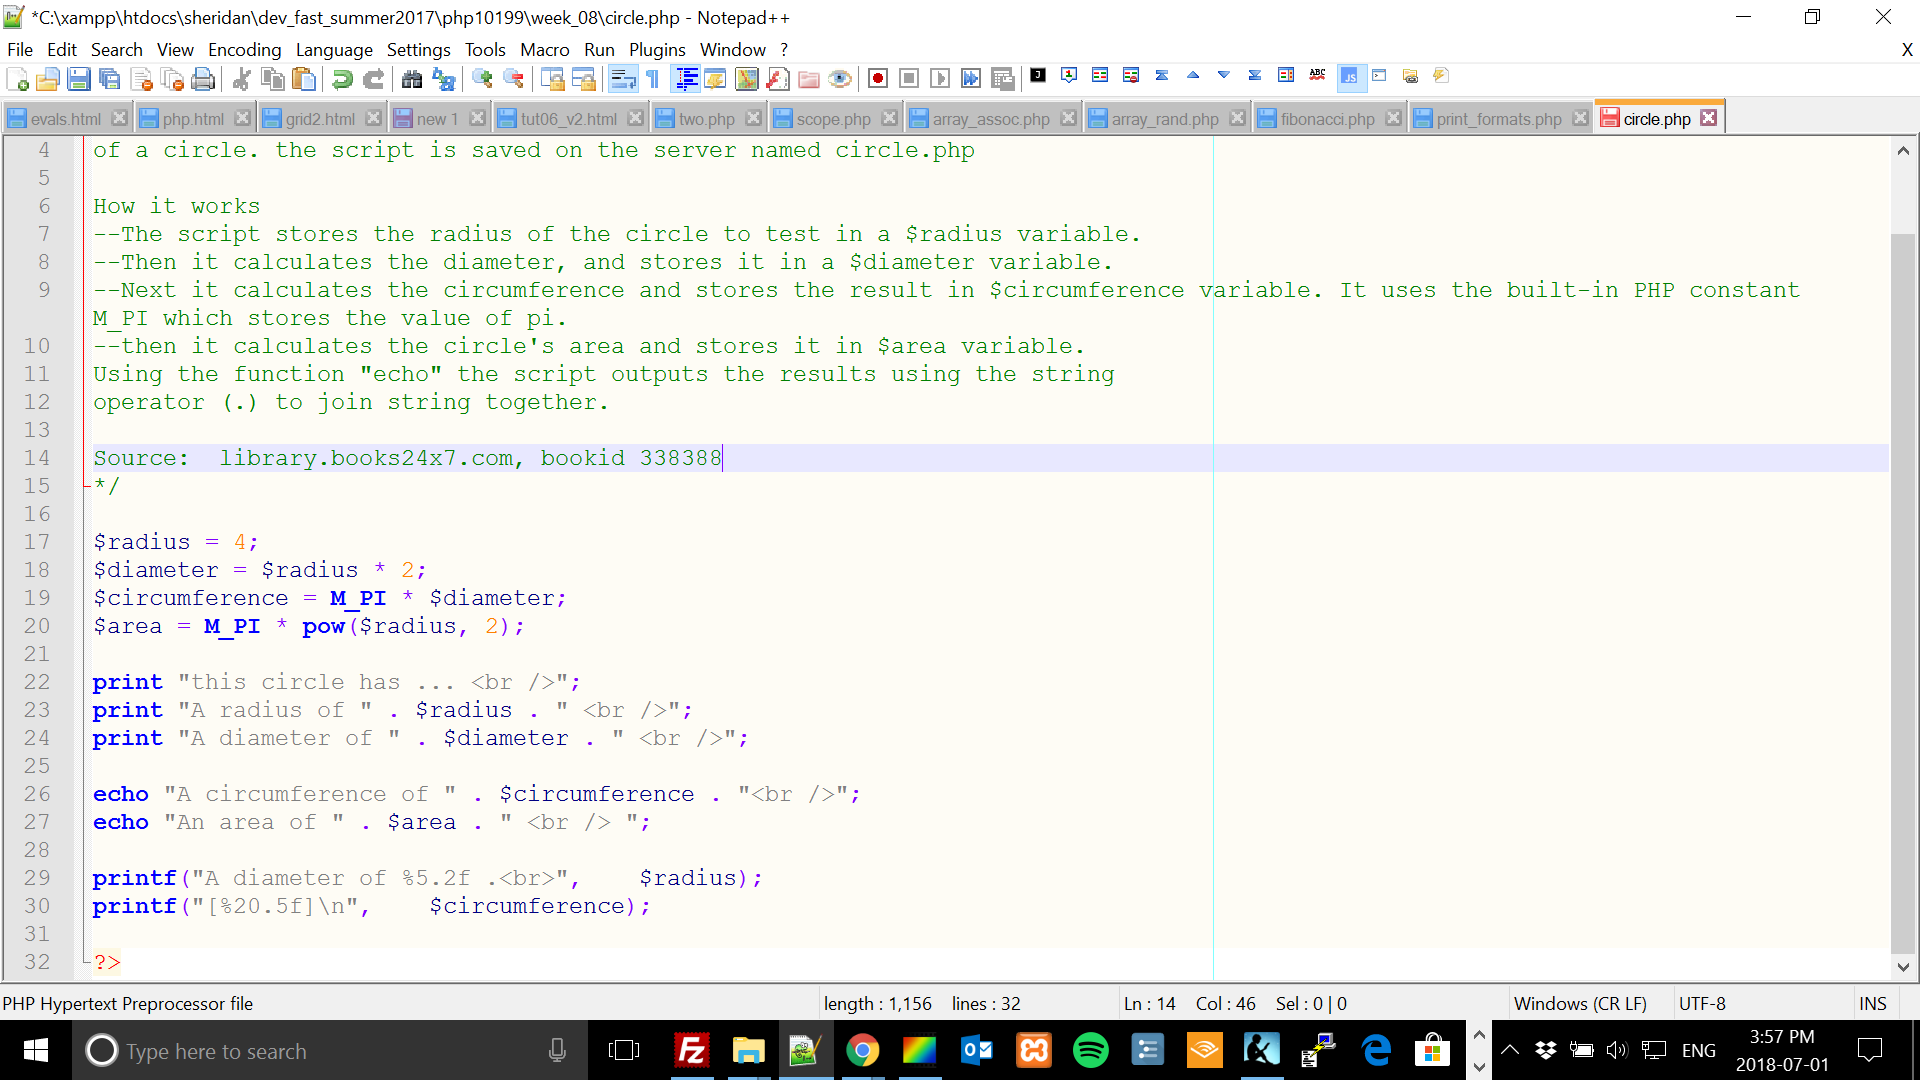 *C:\xampp\htdocs\sheridan\dev_fast_summer2017\php10199\week_08\circle.php - Notepad++
File Edit Search View Encoding Language Settings Tools Macro Run Plugins Window ? X
evals.html php.html grid2.html new 1 tut06_v2.html two.php scope.php array_assoc.php array_rand.php fibonacci.php print_formats.php circle.php
4 of a circle. the script is saved on the server named circle.php
5
6 How it works
7 --The script stores the radius of the circle to test in a $radius variable.
8 --Then it calculates the diameter, and stores it in a $diameter variable.
9 --Next it calculates the circumference and stores the result in $circumference variable. It uses the built-in PHP constant
M_PI which stores the value of pi.
10 --then it calculates the circle's area and stores it in $area variable.
11 Using the function "echo" the script outputs the results using the string
12 operator (.) to join string together.
13
14 Source:  library.books24x7.com, bookid 338388
15 */
16
17 $radius = 4;
18 $diameter = $radius * 2;
19 $circumference = M_PI * $diameter;
20 $area = M_PI * pow($radius, 2);
21
22 print "this circle has ... <br />";
23 print "A radius of " . $radius . " <br />";
24 print "A diameter of " . $diameter . " <br />";
25
26 echo "A circumference of " . $circumference . "<br />";
27 echo "An area of " . $area . " <br /> ";
28
29 printf("A diameter of %5.2f .<br>",    $radius);
30 printf("[%20.5f]\n",    $circumference);
31
32 ?>
PHP Hypertext Preprocessor file length : 1,156 lines : 32 Ln : 14 Col : 46 Sel : 0 | 0 Windows (CR LF) UTF-8 INS
Type here to search ENG 3:57 PM
2018-07-01